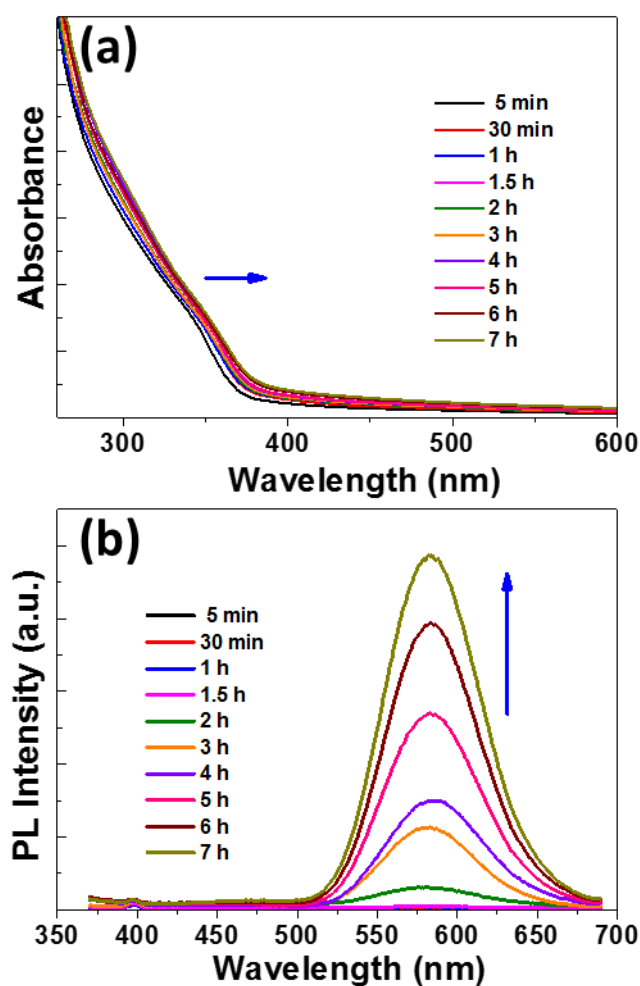 (a)
5 min
30 min
1 h
1.5 h
2 h
3 h
4 h
5 h
6 h
7 h
Absorbance
300 400 500 600
Wavelength (nm)
(b)
5 min
30 min
1 h
1.5 h
2 h
3 h
4 h
5 h
6 h
7 h
PL Intensity (a.u.)
350 400 450 500 550 600 650 700
Wavelength (nm)